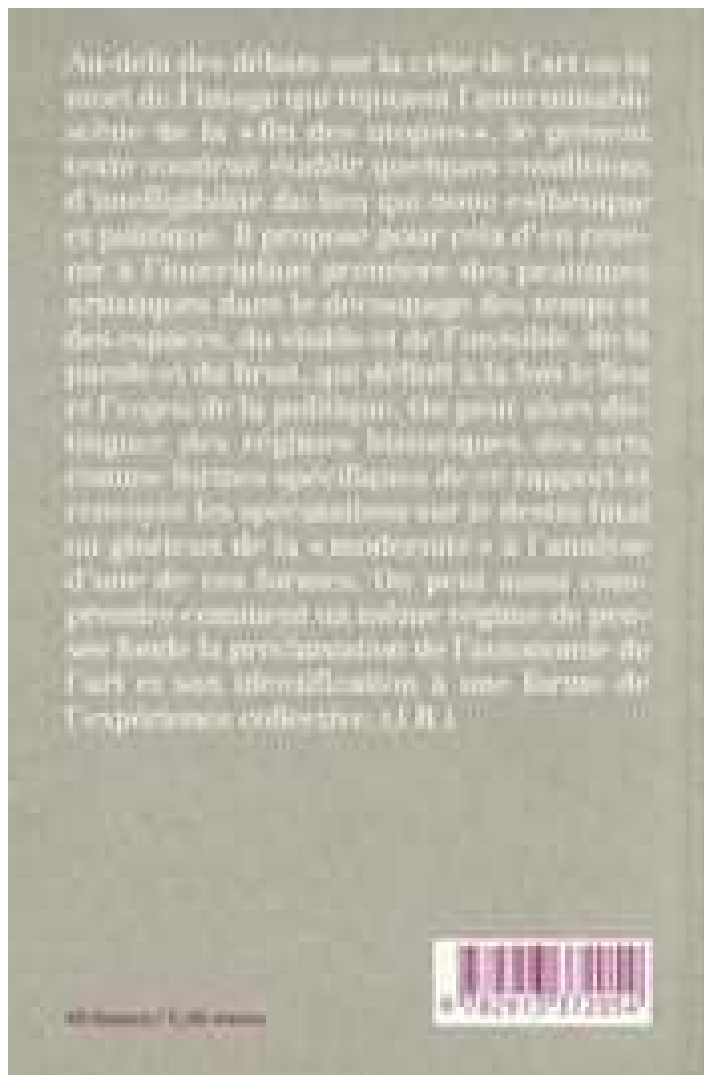 Au-delà des débats sur la crise de l'art ou la
mort de l'image qui rejouent l'interminable
scène de la « fin des utopies », le présent
texte voudrait établir quelques conditions
d'intelligibilité du lien qui noue esthétique
et politique. Il propose pour cela d'en reve-
nir à l'inscription première des pratiques
artistiques dans le découpage des temps et
des espaces, du visible et de l'invisible, de la
parole et du bruit, qui définit à la fois le lieu
et l'enjeu de la politique. On peut alors dis-
tinguer des régimes historiques des arts
comme formes spécifiques de ce rapport et
renvoyer les spéculations sur le destin fatal
ou glorieux de la « modernité » à l'analyse
d'une de ces formes. On peut aussi com-
prendre comment un même régime de pen-
sée fonde la proclamation de l'autonomie de
l'art et son identification à une forme de
l'expérience collective. (J.R.)